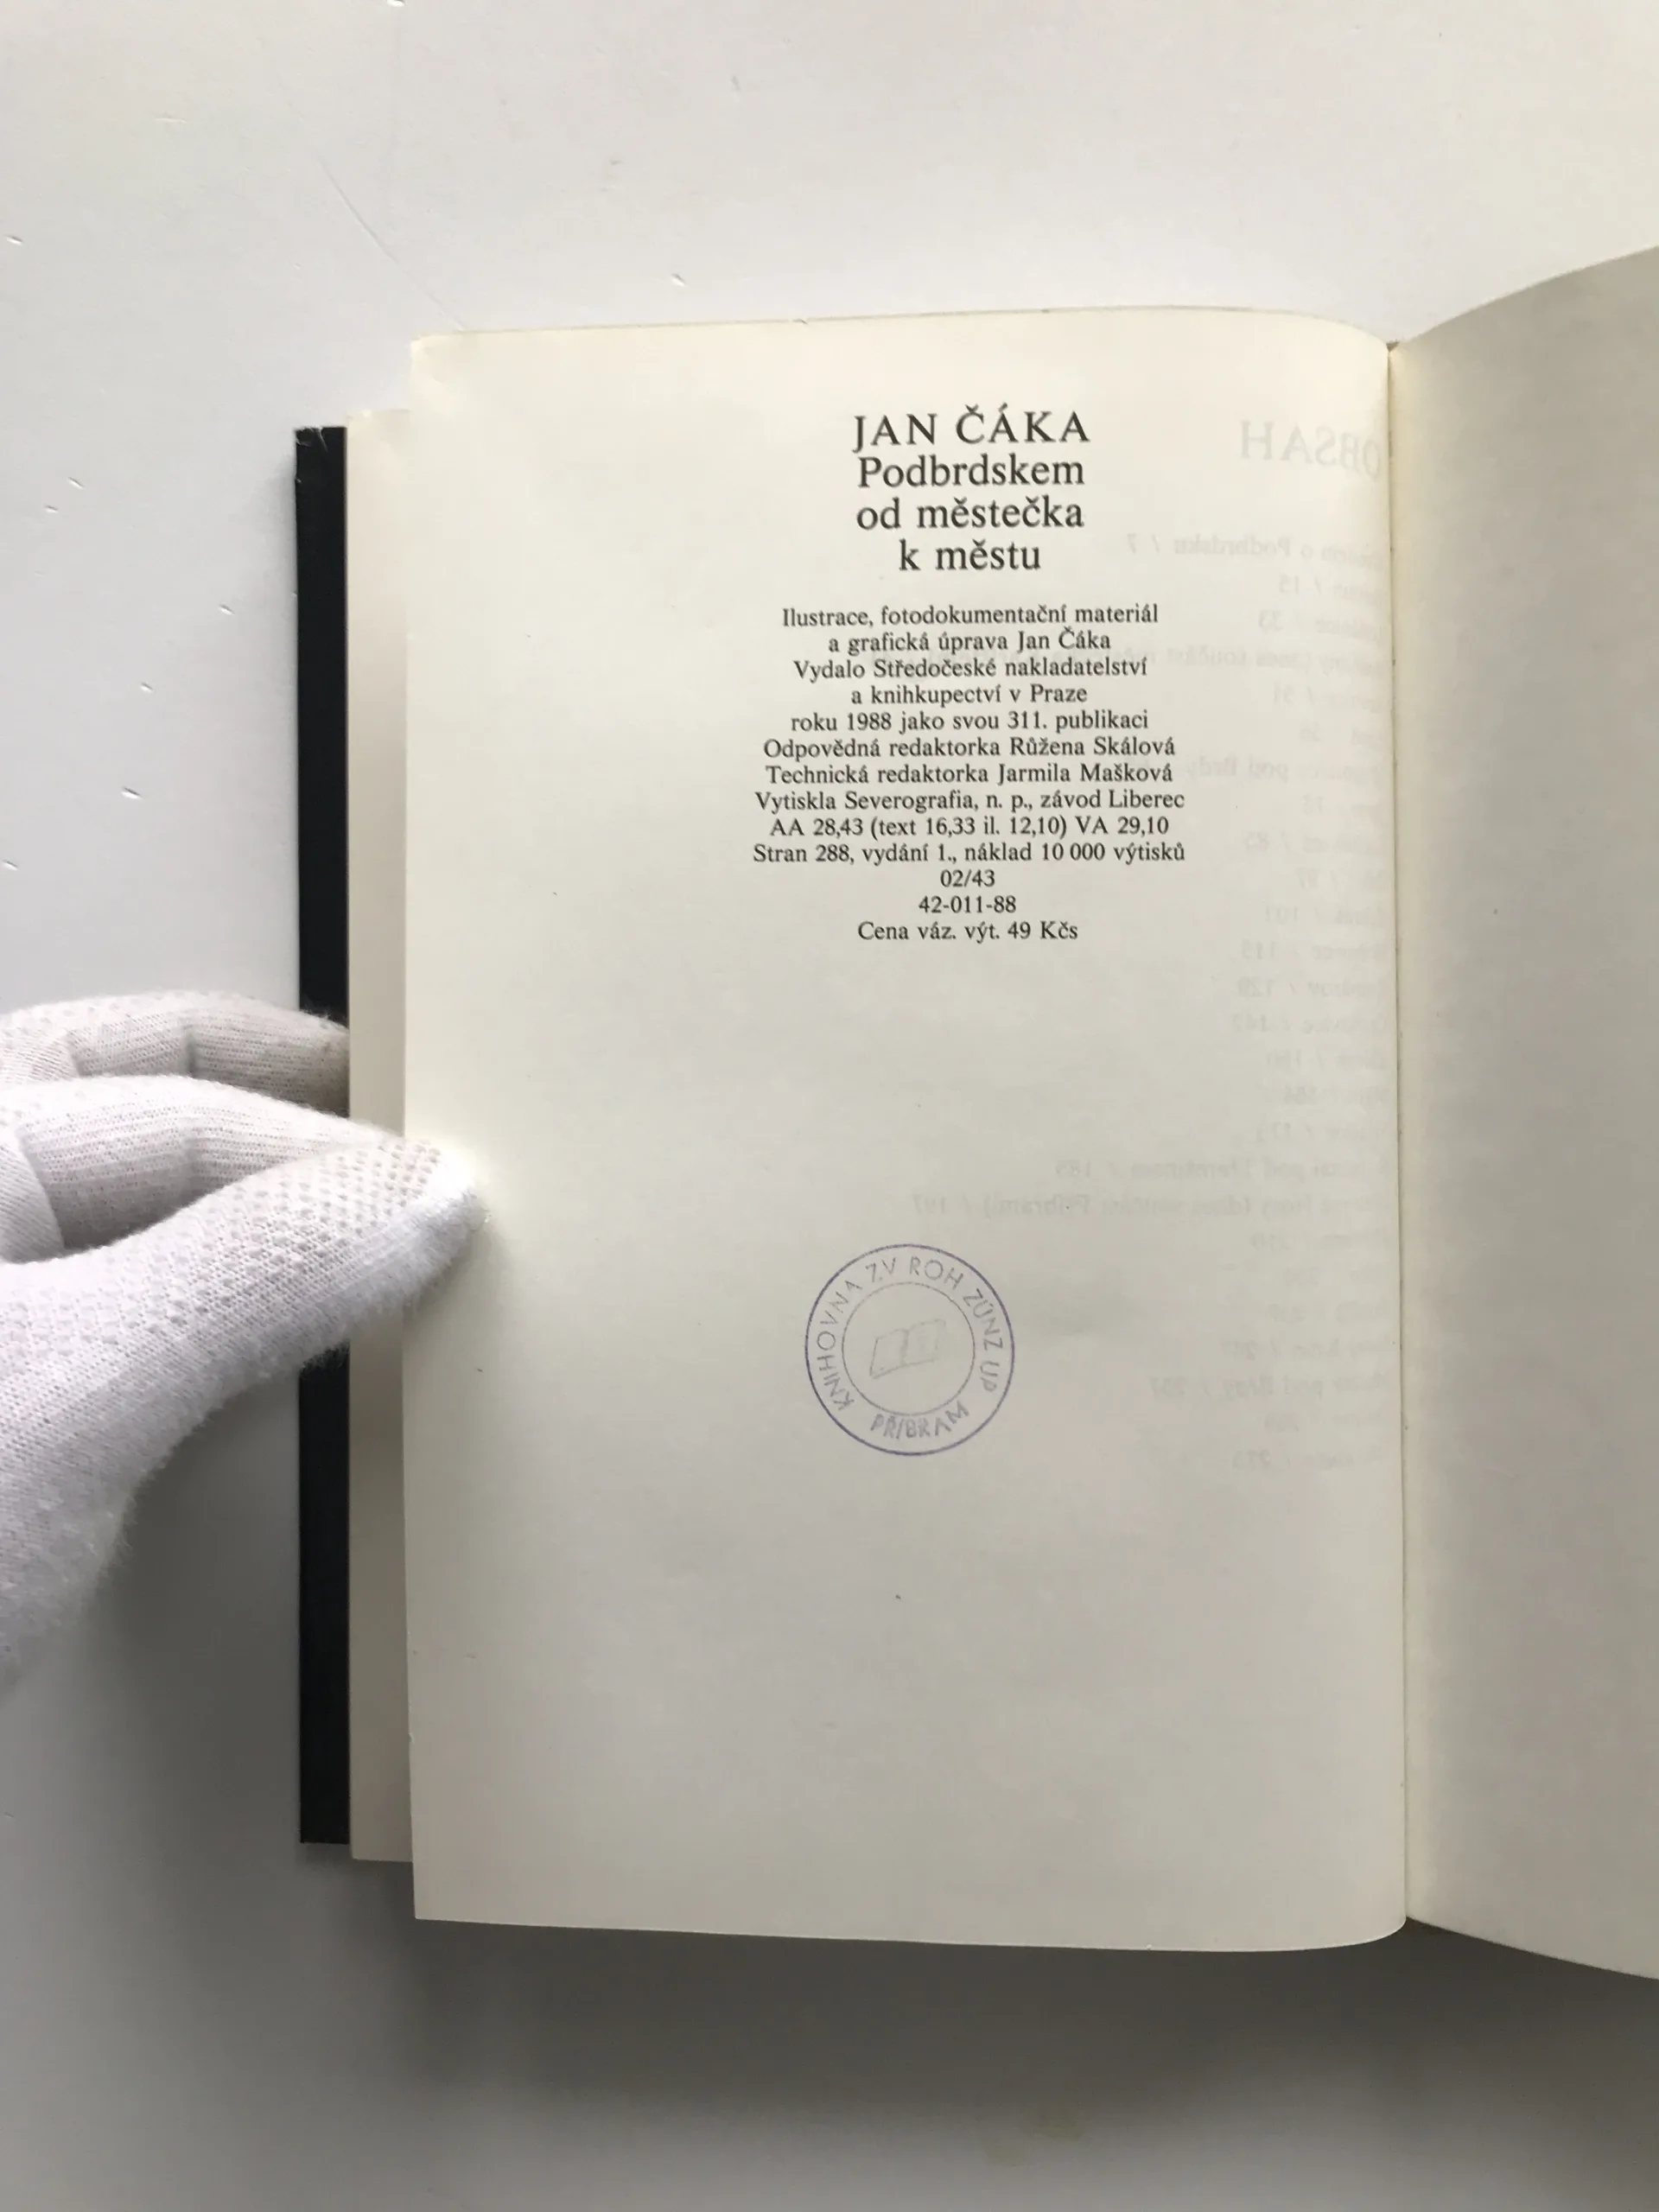 JAN ČÁKA
Podbrdskem
od městečka
k městu
Ilustrace, fotodokumentační materiál
a grafická úprava Jan Čáka
Vydalo Středočeské nakladatelství
a knihkupectví v Praze
roku 1988 jako svou 311. publikaci
Odpovědná redaktorka Růžena Skálová
Technická redaktorka Jarmila Mašková
Vytiskla Severografia, n. p., závod Liberec
AA 28,43 (text 16,33 il. 12,10) VA 29,10
Stran 288, vydání 1., náklad 10 000 výtisků
02/43
42-011-88
Cena váz. výt. 49 Kčs
KNIHOVNA ZV ROH ZÚNZ UP
PŘÍBRAM
OBSAH